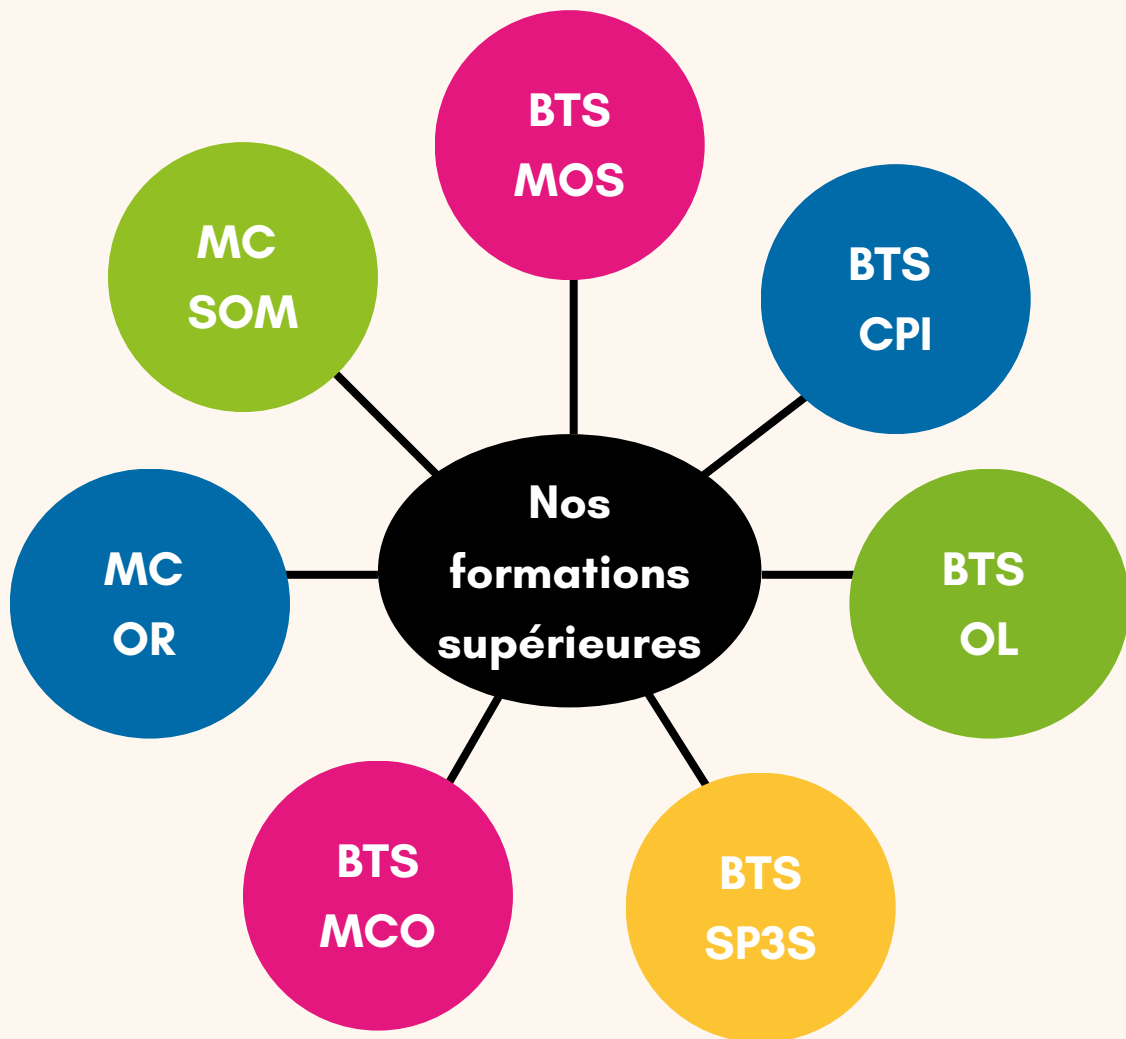 BTS
MOS
MC
SOM
BTS
CPI
Nos
formations
supérieures
MC
OR
BTS
OL
BTS
MCO
BTS
SP3S